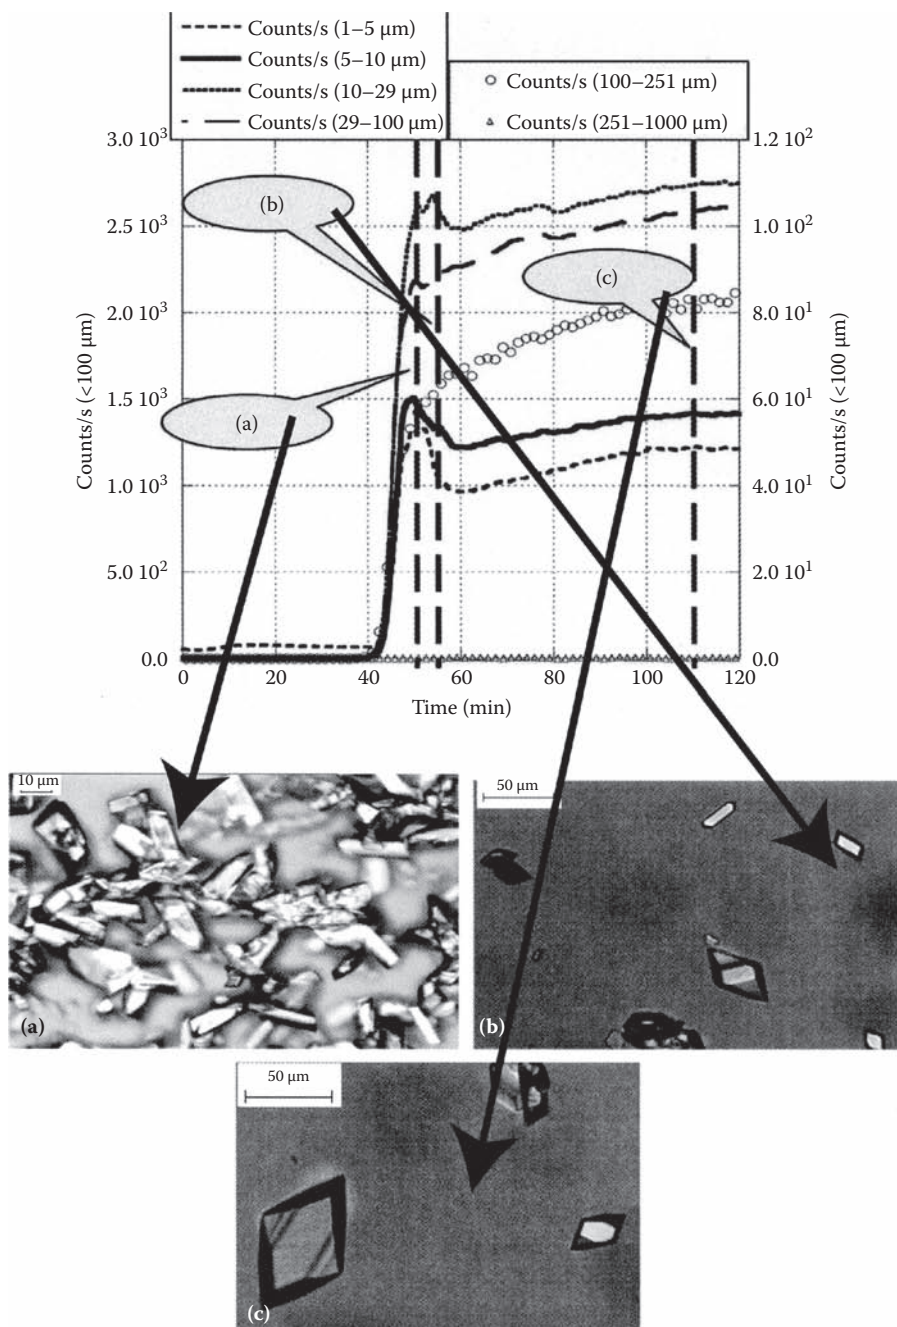 Counts/s (1–5 μm)
Counts/s (5–10 μm)
Counts/s (10–29 μm)
Counts/s (29–100 μm)
Counts/s (100–251 μm)
Counts/s (251–1000 μm)
3.0 10³
2.5 10³
2.0 10³
1.5 10³
1.0 10³
5.0 10²
0.0
Counts/s (<100 μm)
1.2 10²
1.0 10²
8.0 10¹
6.0 10¹
4.0 10¹
2.0 10¹
0.0
Counts/s (<100 μm)
(b)
(c)
(a)
0 20 40 60 80 100 120
Time (min)
10 μm
(a)
50 μm
(b)
50 μm
(c)